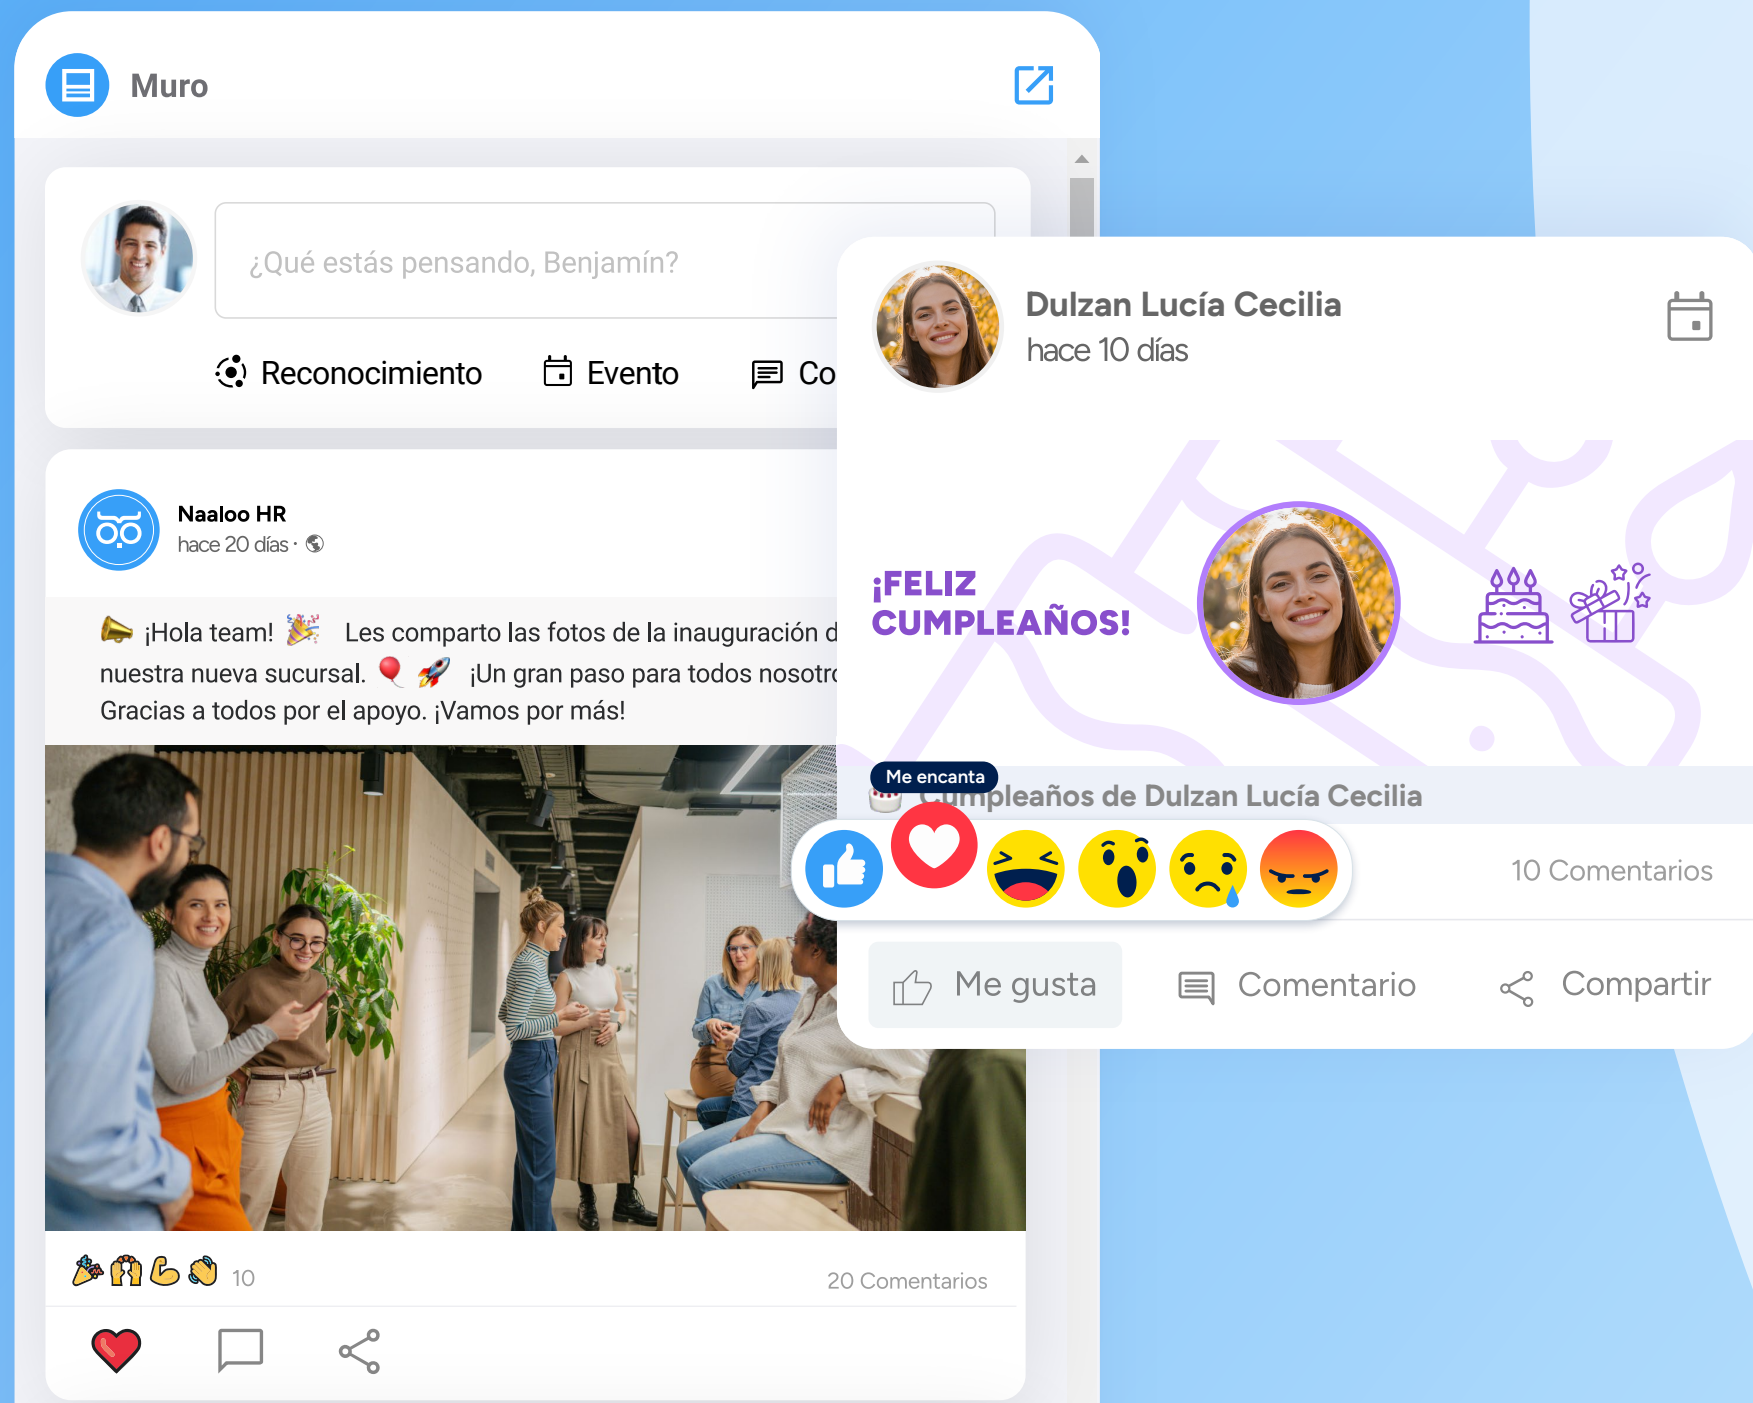 Muro
¿Qué estás pensando, Benjamín?
Reconocimiento
Evento
Co
Naaloo HR
hace 20 días ·
¡Hola team! Les comparto las fotos de la inauguración d
nuestra nueva sucursal. ¡Un gran paso para todos nosotro
Gracias a todos por el apoyo. ¡Vamos por más!
10
20 Comentarios
Dulzan Lucía Cecilia
hace 10 días
¡FELIZ
CUMPLEAÑOS!
Me encanta
Cumpleaños de Dulzan Lucía Cecilia
10 Comentarios
Me gusta
Comentario
Compartir